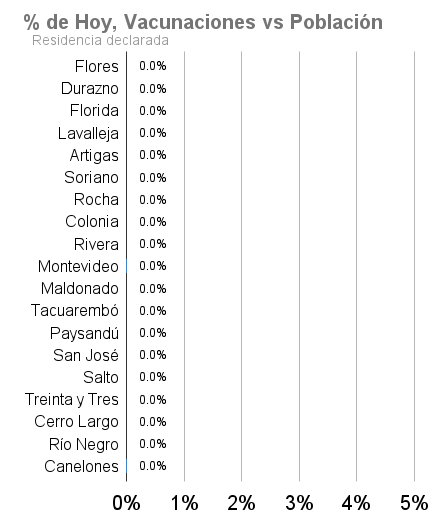 % de Hoy, Vacunaciones vs Población
Residencia declarada
Flores 0.0%
Durazno 0.0%
Florida 0.0%
Lavalleja 0.0%
Artigas 0.0%
Soriano 0.0%
Rocha 0.0%
Colonia 0.0%
Rivera 0.0%
Montevideo 0.0%
Maldonado 0.0%
Tacuarembó 0.0%
Paysandú 0.0%
San José 0.0%
Salto 0.0%
Treinta y Tres 0.0%
Cerro Largo 0.0%
Río Negro 0.0%
Canelones 0.0%
0% 1% 2% 3% 4% 5%